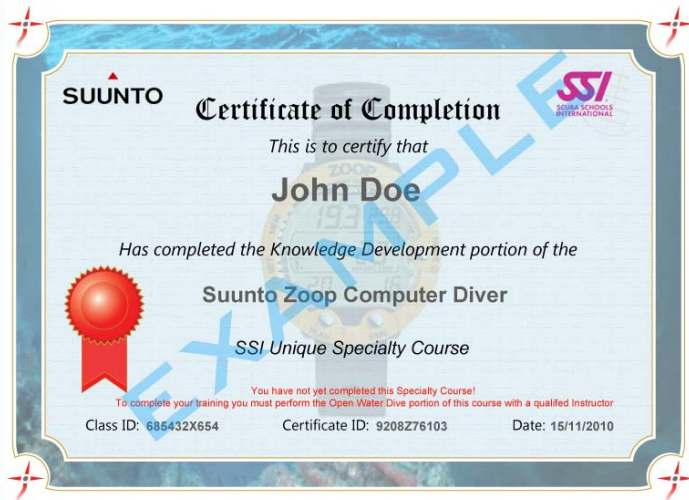 SUUNTO
SSI
SCUBA SCHOOLS
INTERNATIONAL
Certificate of Completion
This is to certify that
John Doe
ZOOP
Has completed the Knowledge Development portion of the
Suunto Zoop Computer Diver
SSI Unique Specialty Course
EXAMPLE
You have not yet completed this Specialty Course!
To complete your training you must perform the Open Water Dive portion of this course with a qualifed Instructor
Class ID: 685432X654
Certificate ID: 9208Z76103
Date: 15/11/2010